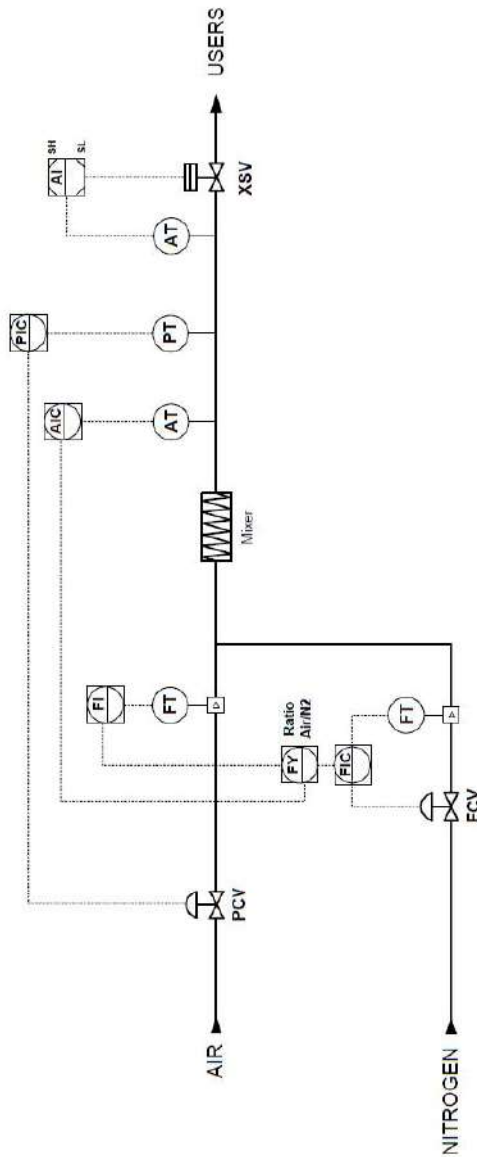 USERS
SH
AI
SL
XSV
AT
PIC
PT
AIC
AT
Mixer
FI
FT
Ratio
Air/N2
FY
FIC
FT
FCV
PCV
AIR
NITROGEN